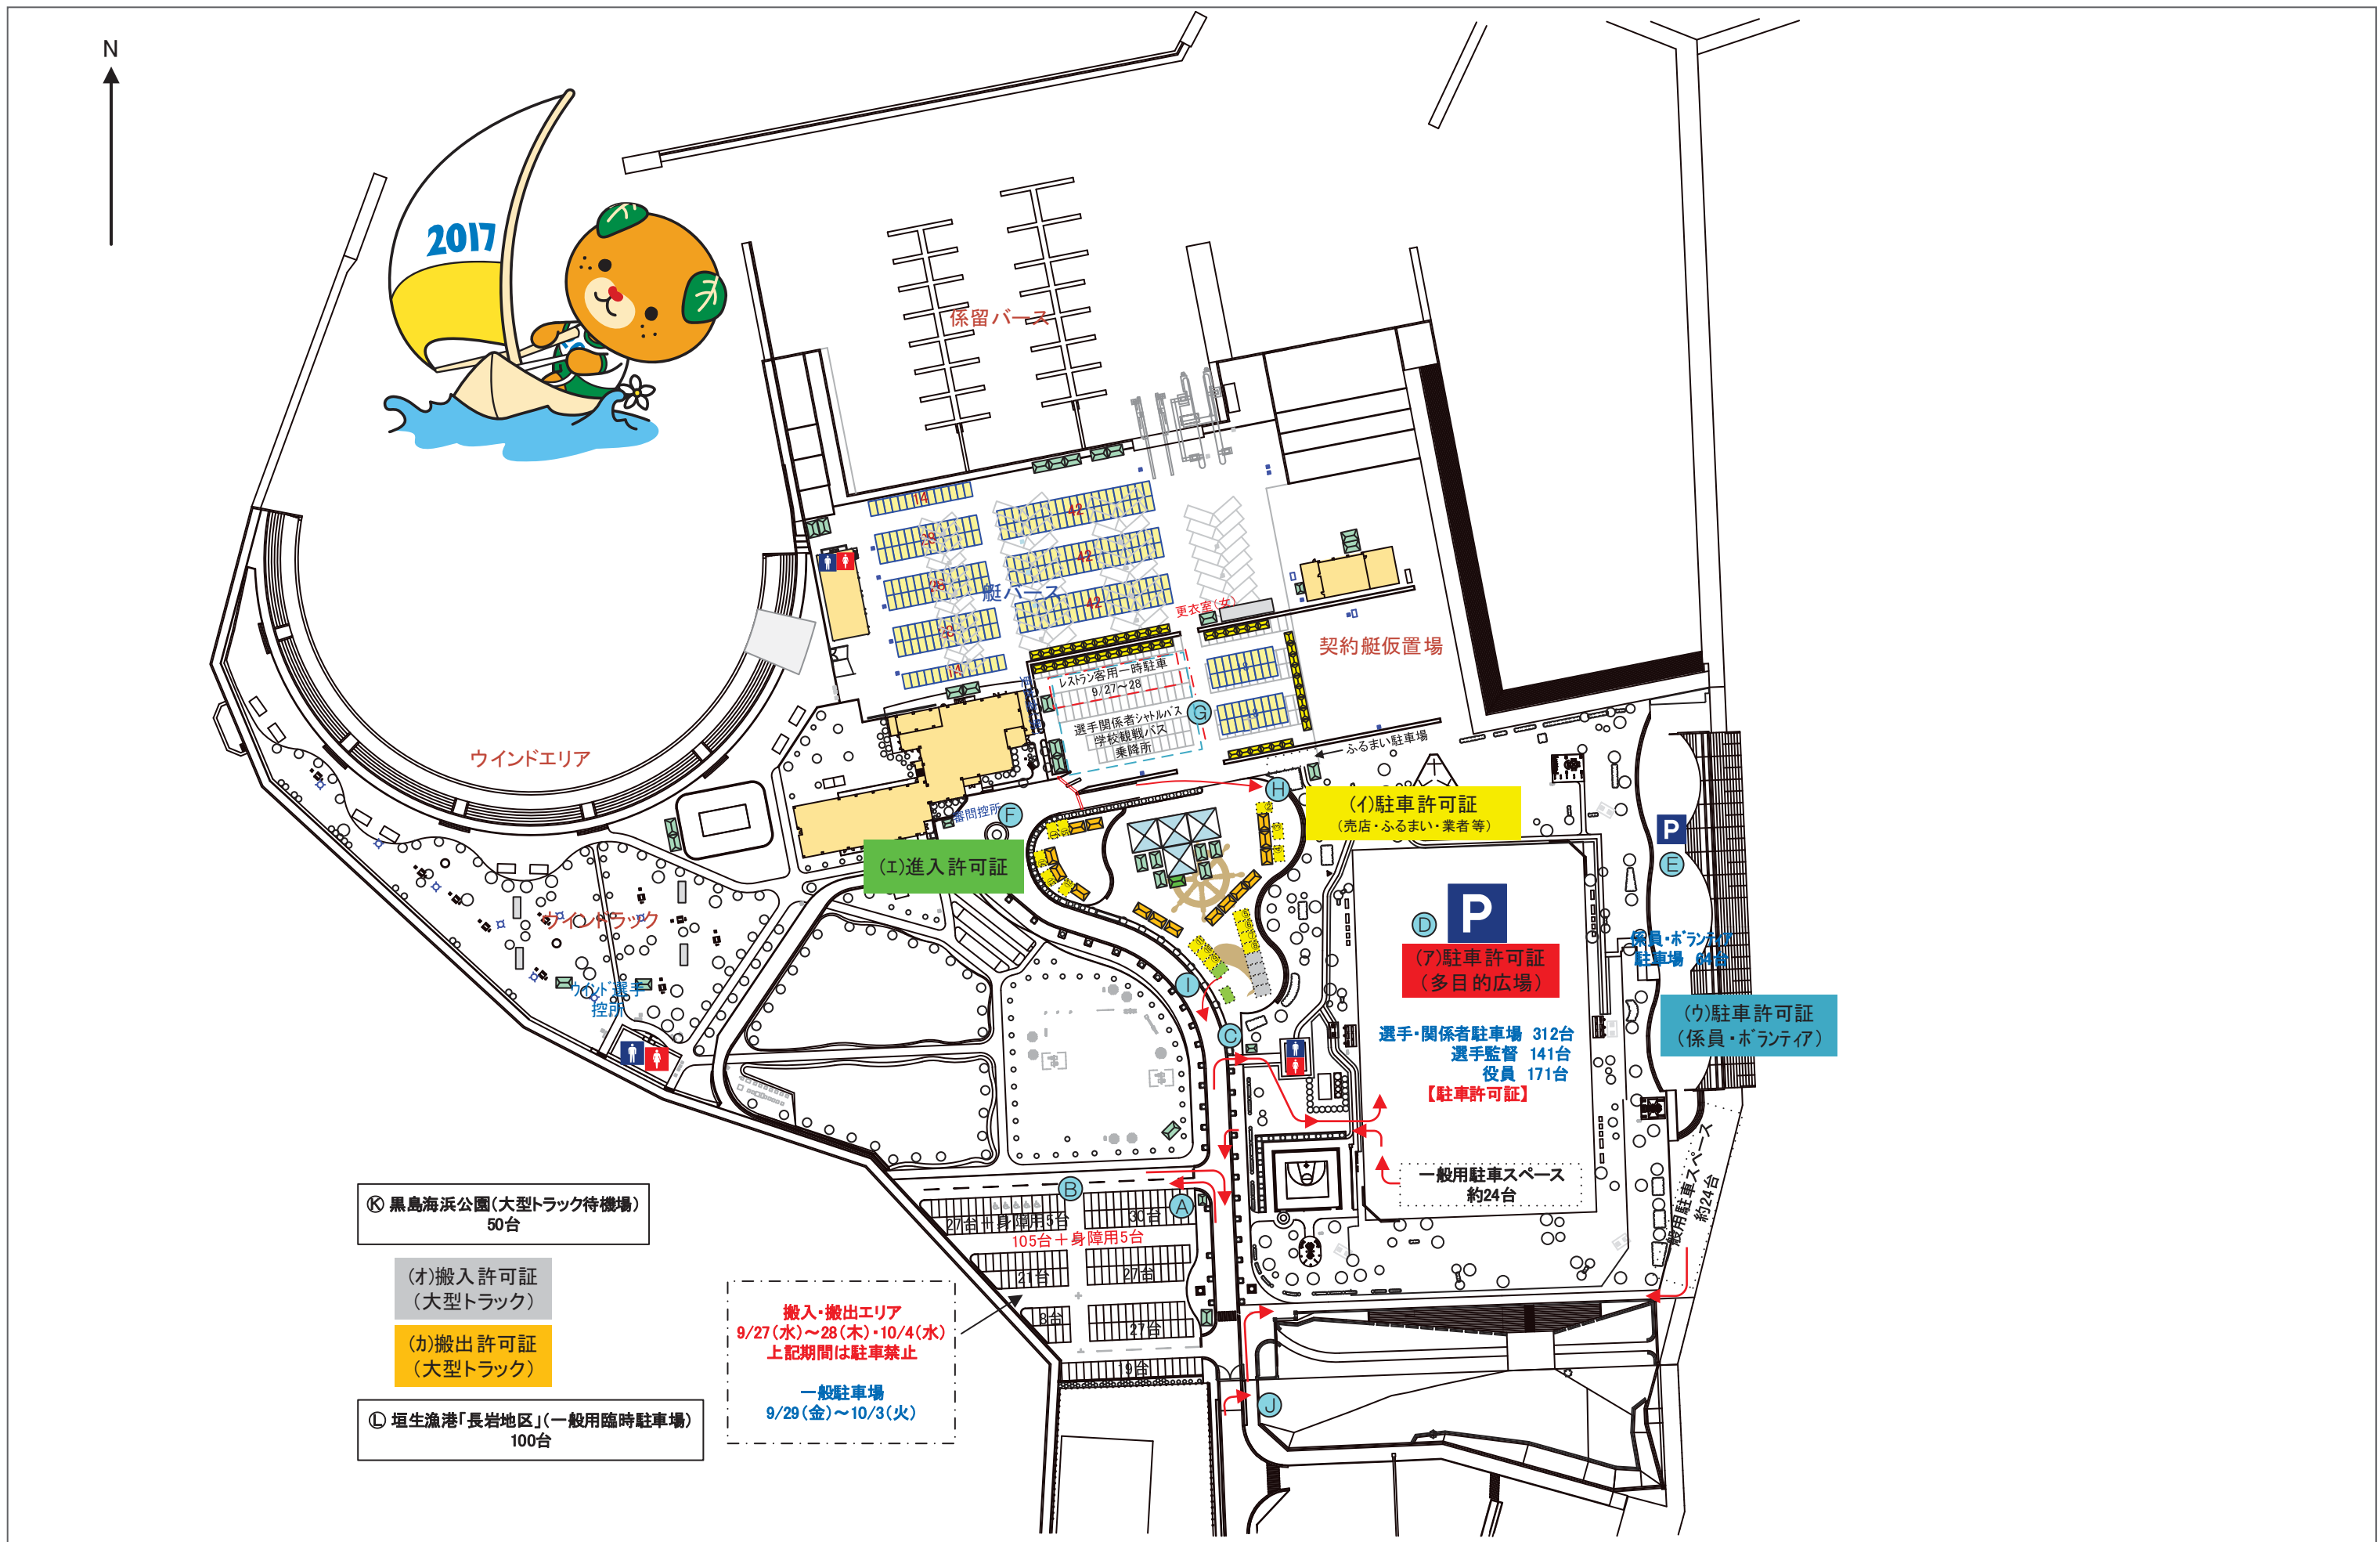 N
2017
係留バース
14
42
28
42
28
艇バース
42
28
14
更衣室(女)
契約艇仮置場
レストラン客用一時駐車
9/27～28
G
選手関係者シャトルバス
学校観戦バス
乗降所
ふるまい駐車場
ウインドエリア
H
(イ)駐車許可証
(売店・ふるまい・業者等)
審問控所
F
(エ)進入許可証
P
E
P
D
(ア)駐車許可証
(多目的広場)
係員・ボランティア
駐車場 64台
(ウ)駐車許可証
(係員・ボランティア)
ウインドラック
ウインド選手
控所
I
C
選手・関係者駐車場 312台
選手監督 141台
役員 171台
【駐車許可証】
一般用駐車スペース
約24台
一般用駐車スペース
約24台
B
A
27台＋身障用5台
30台
105台＋身障用5台
21台
27台
8台
27台
19台
J
Ⓚ 黒島海浜公園(大型トラック待機場)
50台
(オ)搬入許可証
(大型トラック)
(カ)搬出許可証
(大型トラック)
Ⓛ 垣生漁港「長岩地区」(一般用臨時駐車場)
100台
搬入・搬出エリア
9/27(水)～28(木)・10/4(水)
上記期間は駐車禁止
一般駐車場
9/29(金)～10/3(火)